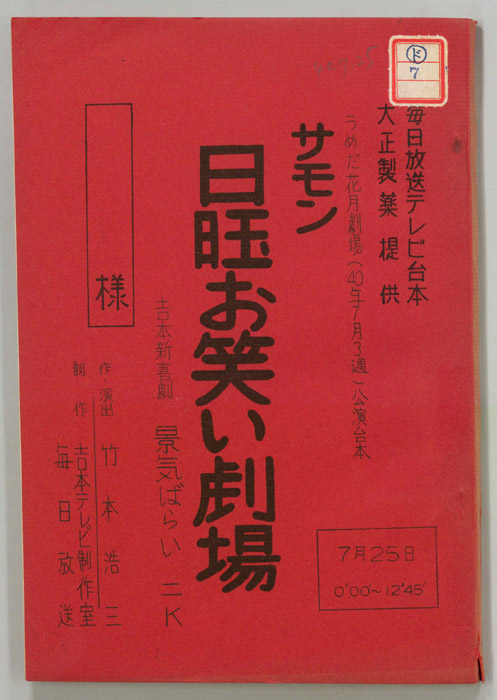 ド
7
毎日放送テレビ台本
大正製薬提供
うめだ花月劇場(40年7月3週)公演台本
サモン
日旺お笑い劇場
吉本新喜劇 景気ばらい 二K
様
作・演出 竹本浩三
制作 吉本テレビ制作室
毎日放送
7月25日
0'00"~12'45"